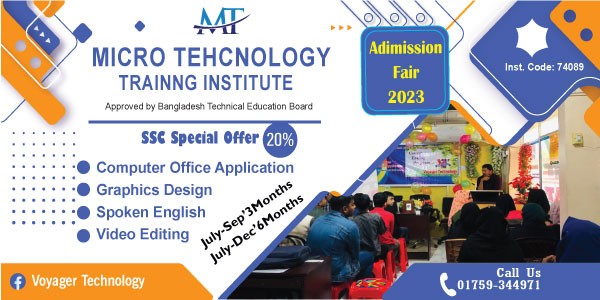 MT
MICRO TEHCNOLOGY
TRAINNG INSTITUTE
Approved by Bangladesh Technical Education Board
SSC Special Offer 20%
Computer Office Application
Graphics Design
Spoken English
Video Editing
July-Sep'3Months
July-Dec'6Months
Adimission
Fair
2023
Inst. Code: 74089
Voyager Technology
Voyager Technology
Call Us
01759-344971